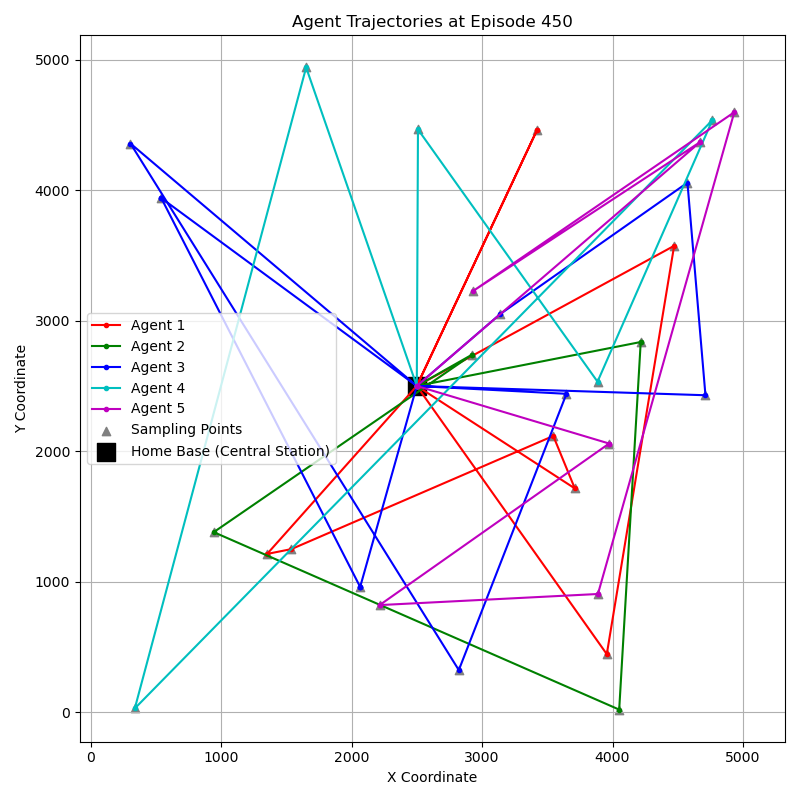 Agent Trajectories at Episode 450
Y Coordinate
5000
4000
3000
2000
1000
0
Agent 1
Agent 2
Agent 3
Agent 4
Agent 5
Sampling Points
Home Base (Central Station)
0 1000 2000 3000 4000 5000
X Coordinate